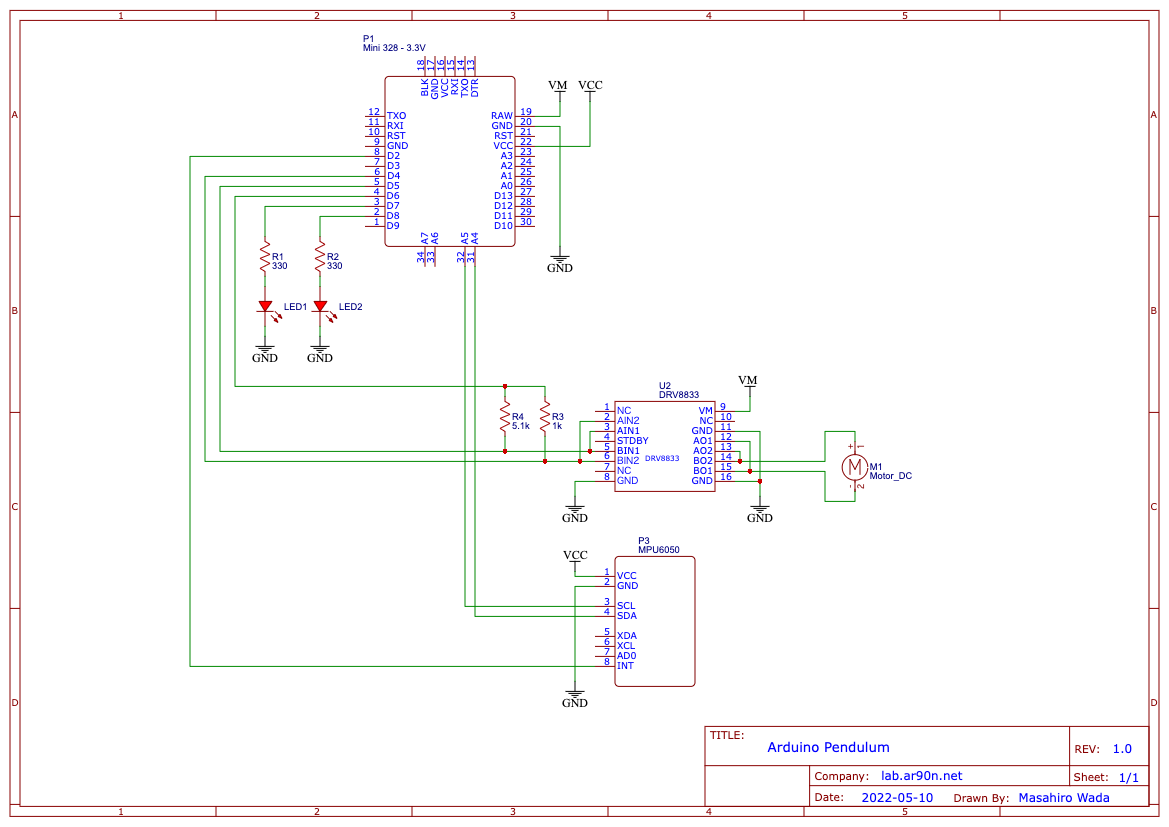 1 2 3 4 5
A A
B B
C C
D D
1 2 3 4 5
P1
Mini 328 - 3.3V
18 17 16 15 14 13
BLK GND VCC RXI TXO DTR
12 TXO
11 RXI
10 RST
9 GND
8 D2
7 D3
6 D4
5 D5
4 D6
3 D7
2 D8
1 D9
RAW 19
GND 20
RST 21
VCC 22
A3 23
A2 24
A1 25
A0 26
D13 27
D12 28
D11 29
D10 30
A7 A6 A5 A4
34 33 32 31
VM VCC
GND
R1
330
R2
330
LED1 LED2
GND GND
R4
5.1k
R3
1k
U2
DRV8833
VM
1 NC
2 AIN2
3 AIN1
4 STDBY
5 BIN1
6 BIN2
7 NC
8 GND
DRV8833
VM 9
NC 10
GND 11
AO1 12
AO2 13
BO2 14
BO1 15
GND 16
GND GND
+ 1
M
M1
Motor_DC
- 2
P3
MPU6050
VCC
1 VCC
2 GND
3 SCL
4 SDA
5 XDA
6 XCL
7 AD0
8 INT
GND
TITLE:
Arduino Pendulum
REV: 1.0
Company: lab.ar90n.net
Sheet: 1/1
Date: 2022-05-10 Drawn By: Masahiro Wada